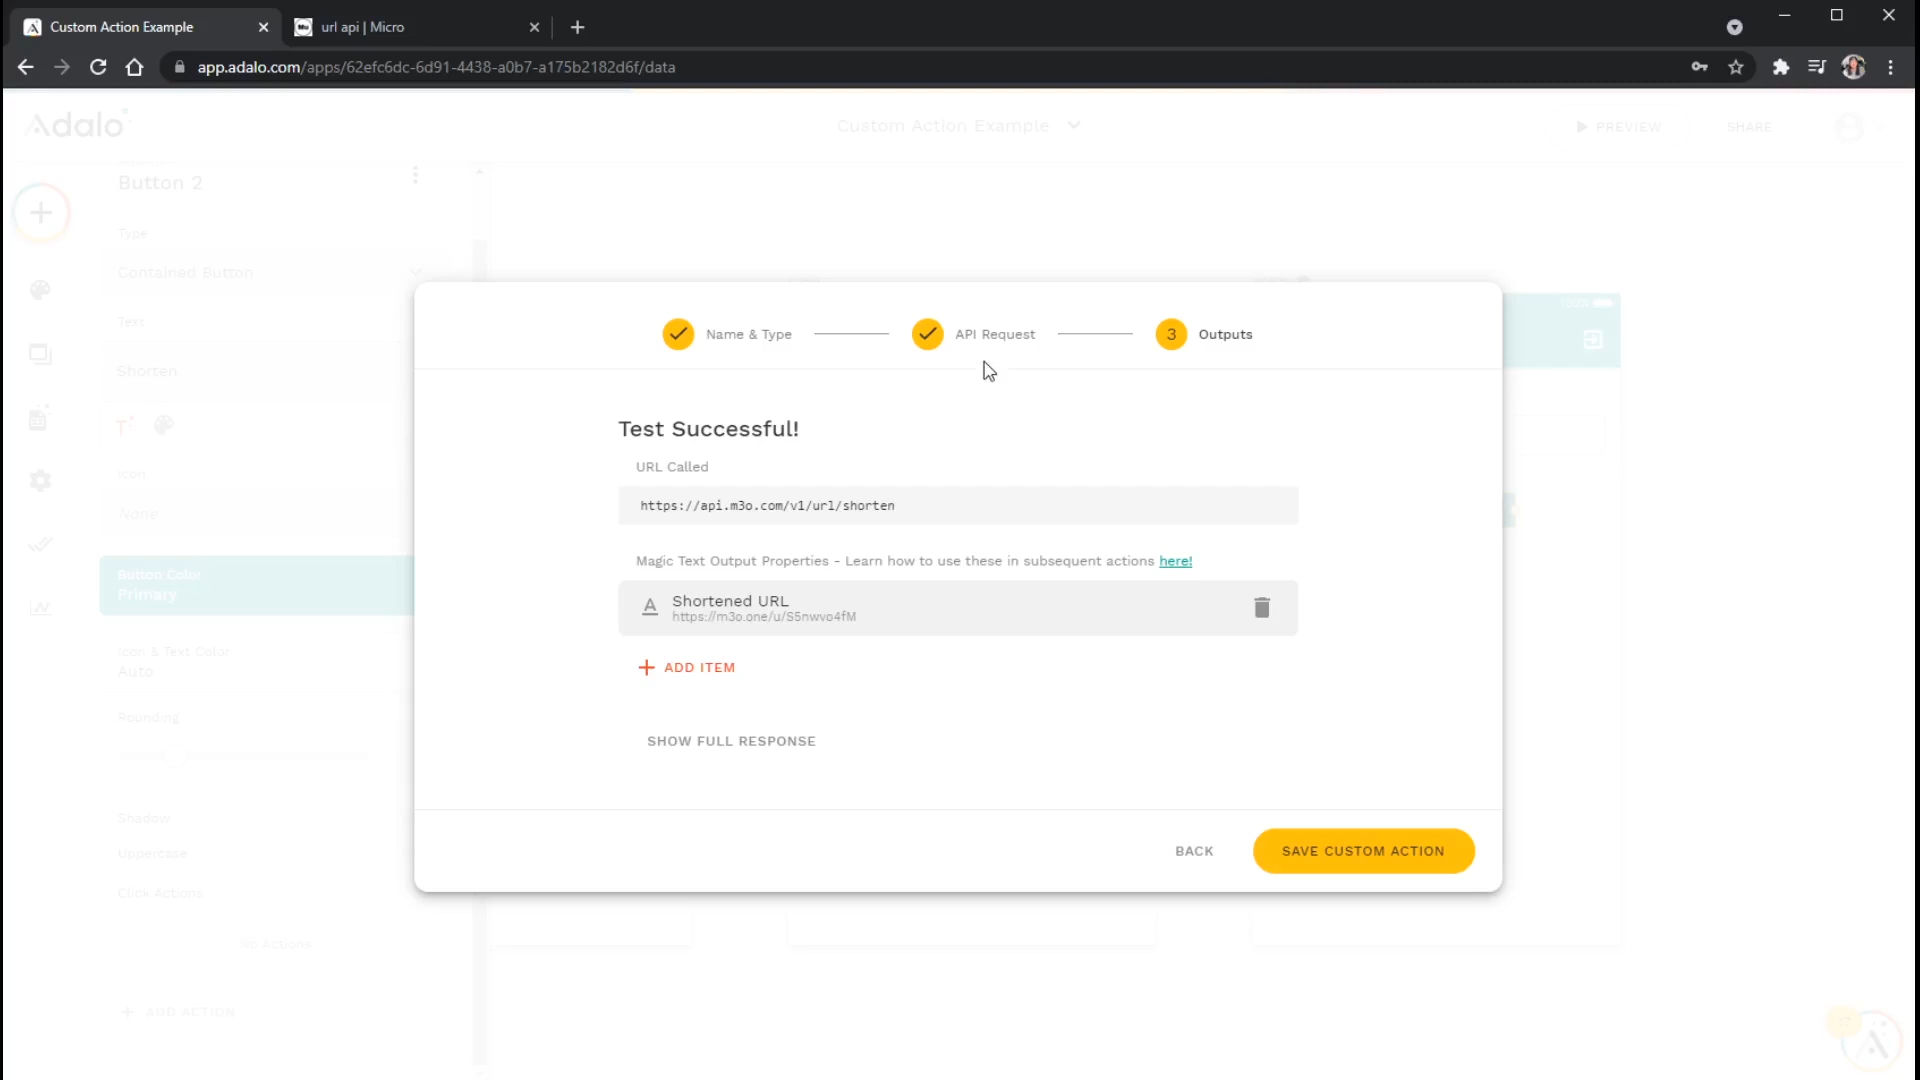 Custom Action Example
url api | Micro
app.adalo.com/apps/62efc6dc-6d91-4438-a0b7-a175b2182d6f/data
Adalo
Custom Action Example
PREVIEW
SHARE
Button 2
Type
Contained Button
Text
Shorten
Icon
None
Button Color
Primary
Icon & Text Color
Auto
Rounding
Shadow
Uppercase
Click Actions
ADD ACTION
100%
Name & Type
API Request
3 Outputs
Test Successful!
URL Called
https://api.m3o.com/v1/url/shorten
Magic Text Output Properties - Learn how to use these in subsequent actions here!
Shortened URL
https://m3o.one/u/S5nwvo4fM
+ ADD ITEM
SHOW FULL RESPONSE
BACK
SAVE CUSTOM ACTION